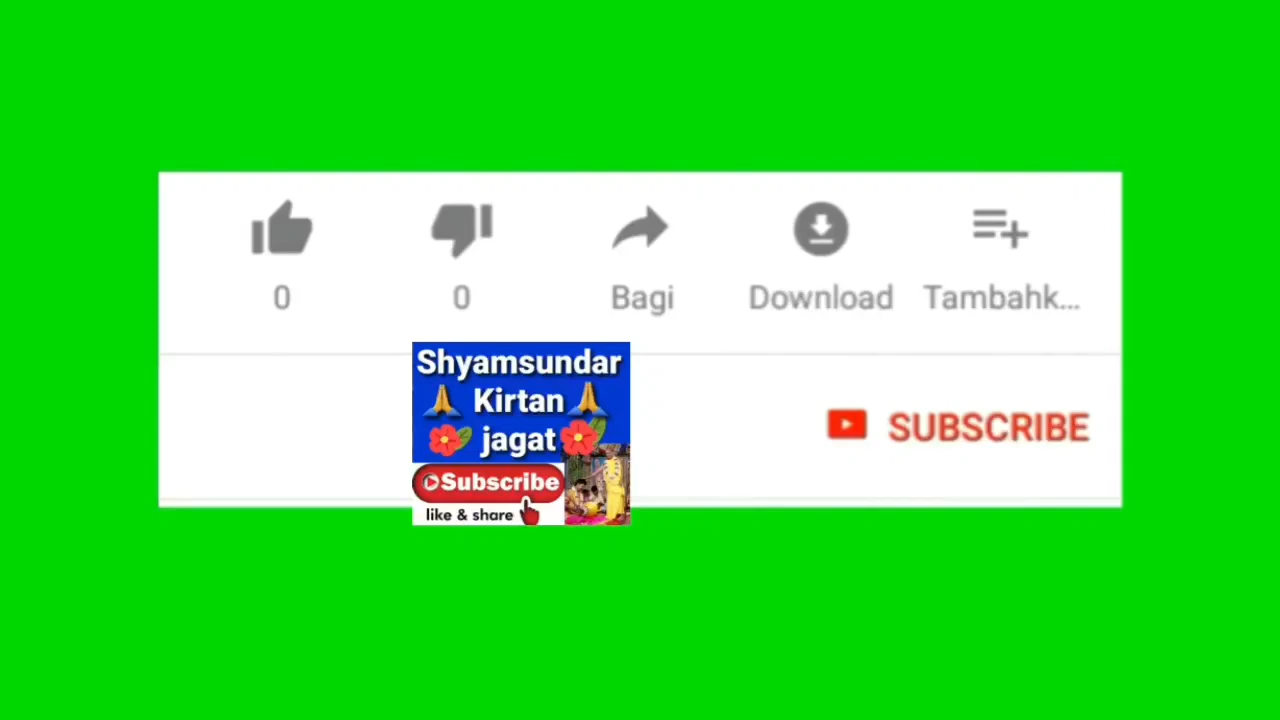 0
0
Bagi
Download
Tambahk...
Shyamsundar
Kirtan
jagat
SUBSCRIBE
Subscribe
like & share